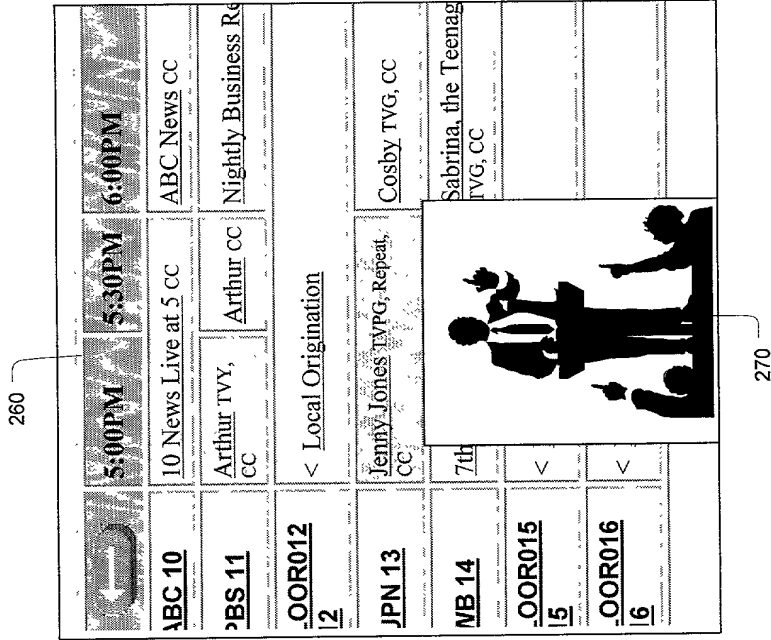 260
5:00PM 5:30PM 6:00PM
ABC 10 10 News Live at 5 CC ABC News CC
PBS 11 Arthur TVY, Arthur CC Nightly Business Re
CC
.OOR012 < Local Origination
12
JPN 13 Jenny Jones TVPG, Repeat, Cosby TVG, CC
CC
WB 14 7th Sabrina, the Teenag
TVG, CC
.OOR015 <
15
.OOR016 <
16
270